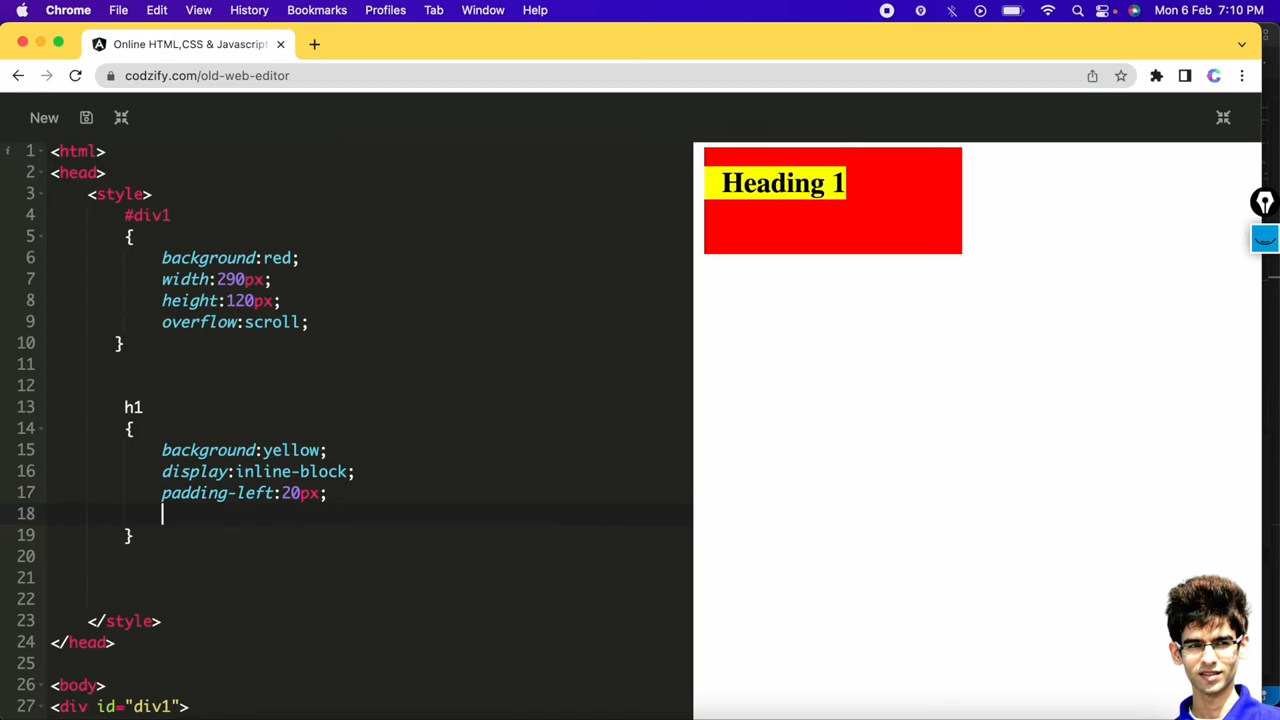 Chrome File Edit View History Bookmarks Profiles Tab Window Help Mon 6 Feb 7:10 PM
Online HTML,CSS & Javascript
codzify.com/old-web-editor
New
1 <html>
2 <head>
3 <style>
4 #div1
5 {
6 background:red;
7 width:290px;
8 height:120px;
9 overflow:scroll;
10 }
11
12
13 h1
14 {
15 background:yellow;
16 display:inline-block;
17 padding-left:20px;
18
19 }
20
21
22
23 </style>
24 </head>
25
26 <body>
27 <div id="div1">
Heading 1